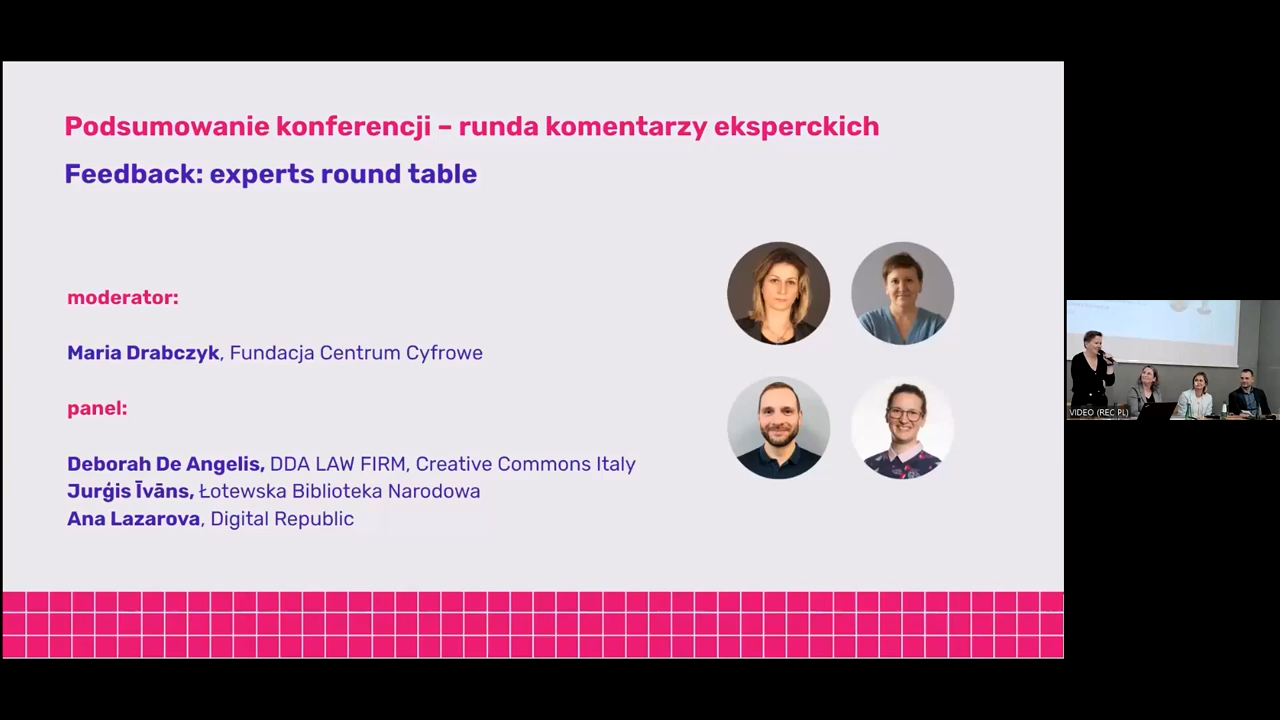 Podsumowanie konferencji – runda komentarzy eksperckich
Feedback: experts round table
moderator:
Maria Drabczyk, Fundacja Centrum Cyfrowe
panel:
Deborah De Angelis, DDA LAW FIRM, Creative Commons Italy
Jurģis Īvāns, Łotewska Biblioteka Narodowa
Ana Lazarova, Digital Republic
VIDEO (REC PL)